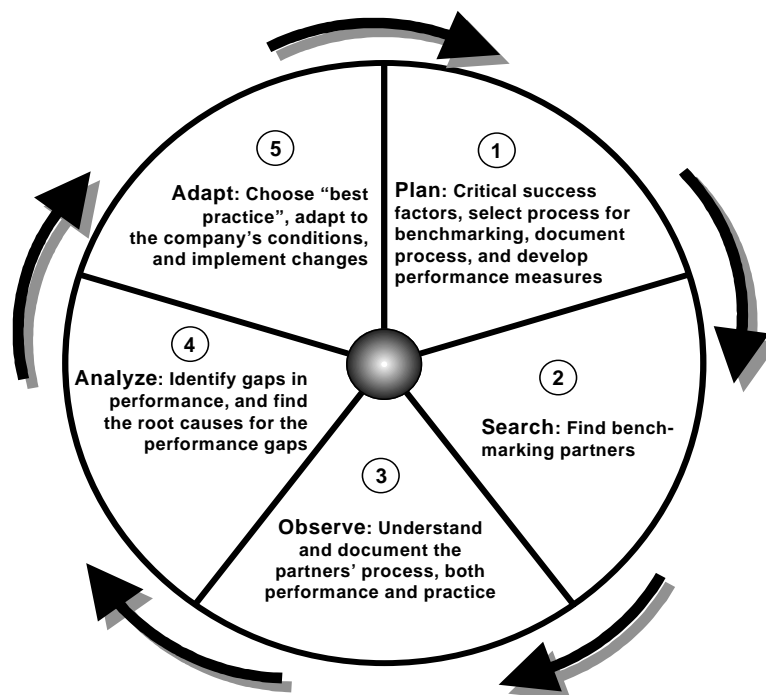 1
Plan: Critical success
factors, select process for
benchmarking, document
process, and develop
performance measures
2
Search: Find bench-
marking partners
3
Observe: Understand
and document the
partners’ process, both
performance and practice
4
Analyze: Identify gaps in
performance, and find
the root causes for the
performance gaps
5
Adapt: Choose “best
practice”, adapt to
the company’s conditions,
and implement changes